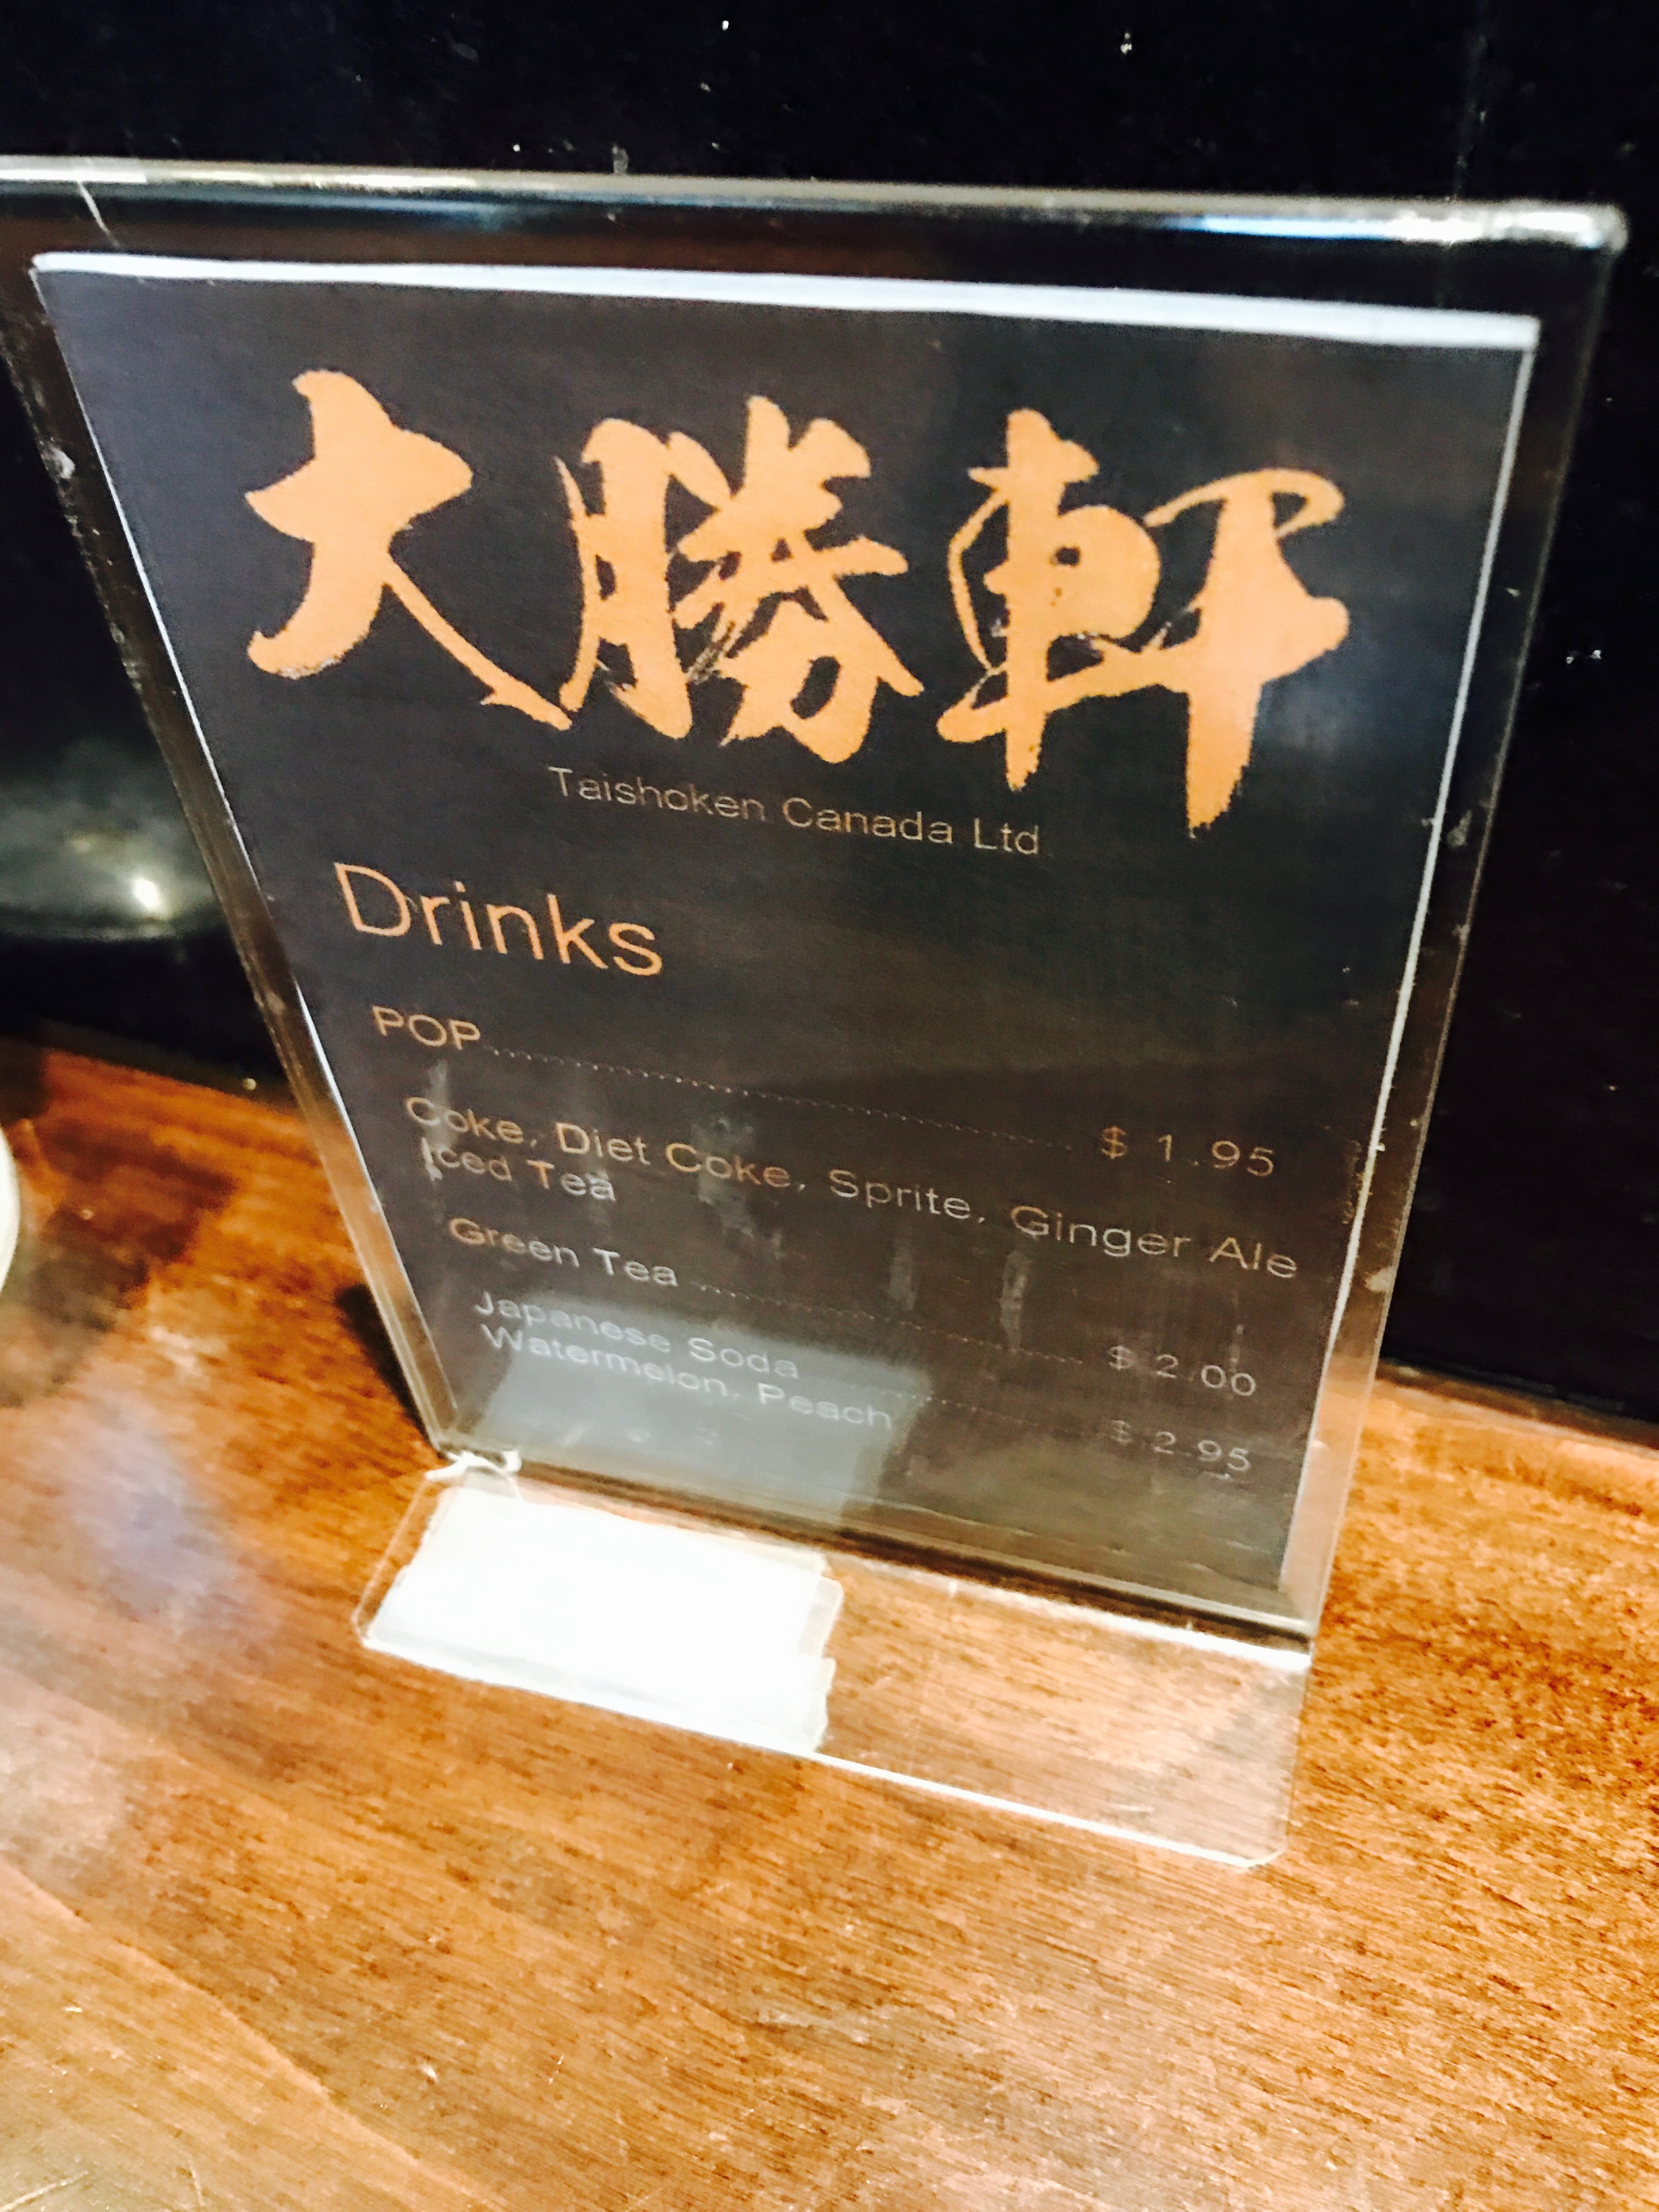 大勝軒
Taishoken Canada Ltd
Drinks
POP........................................$ 1.95
Coke, Diet Coke, Sprite, Ginger Ale
Iced Tea
Green Tea ........................................$ 2.00
Japanese Soda ....................$ 2.95
Watermelon, Peach